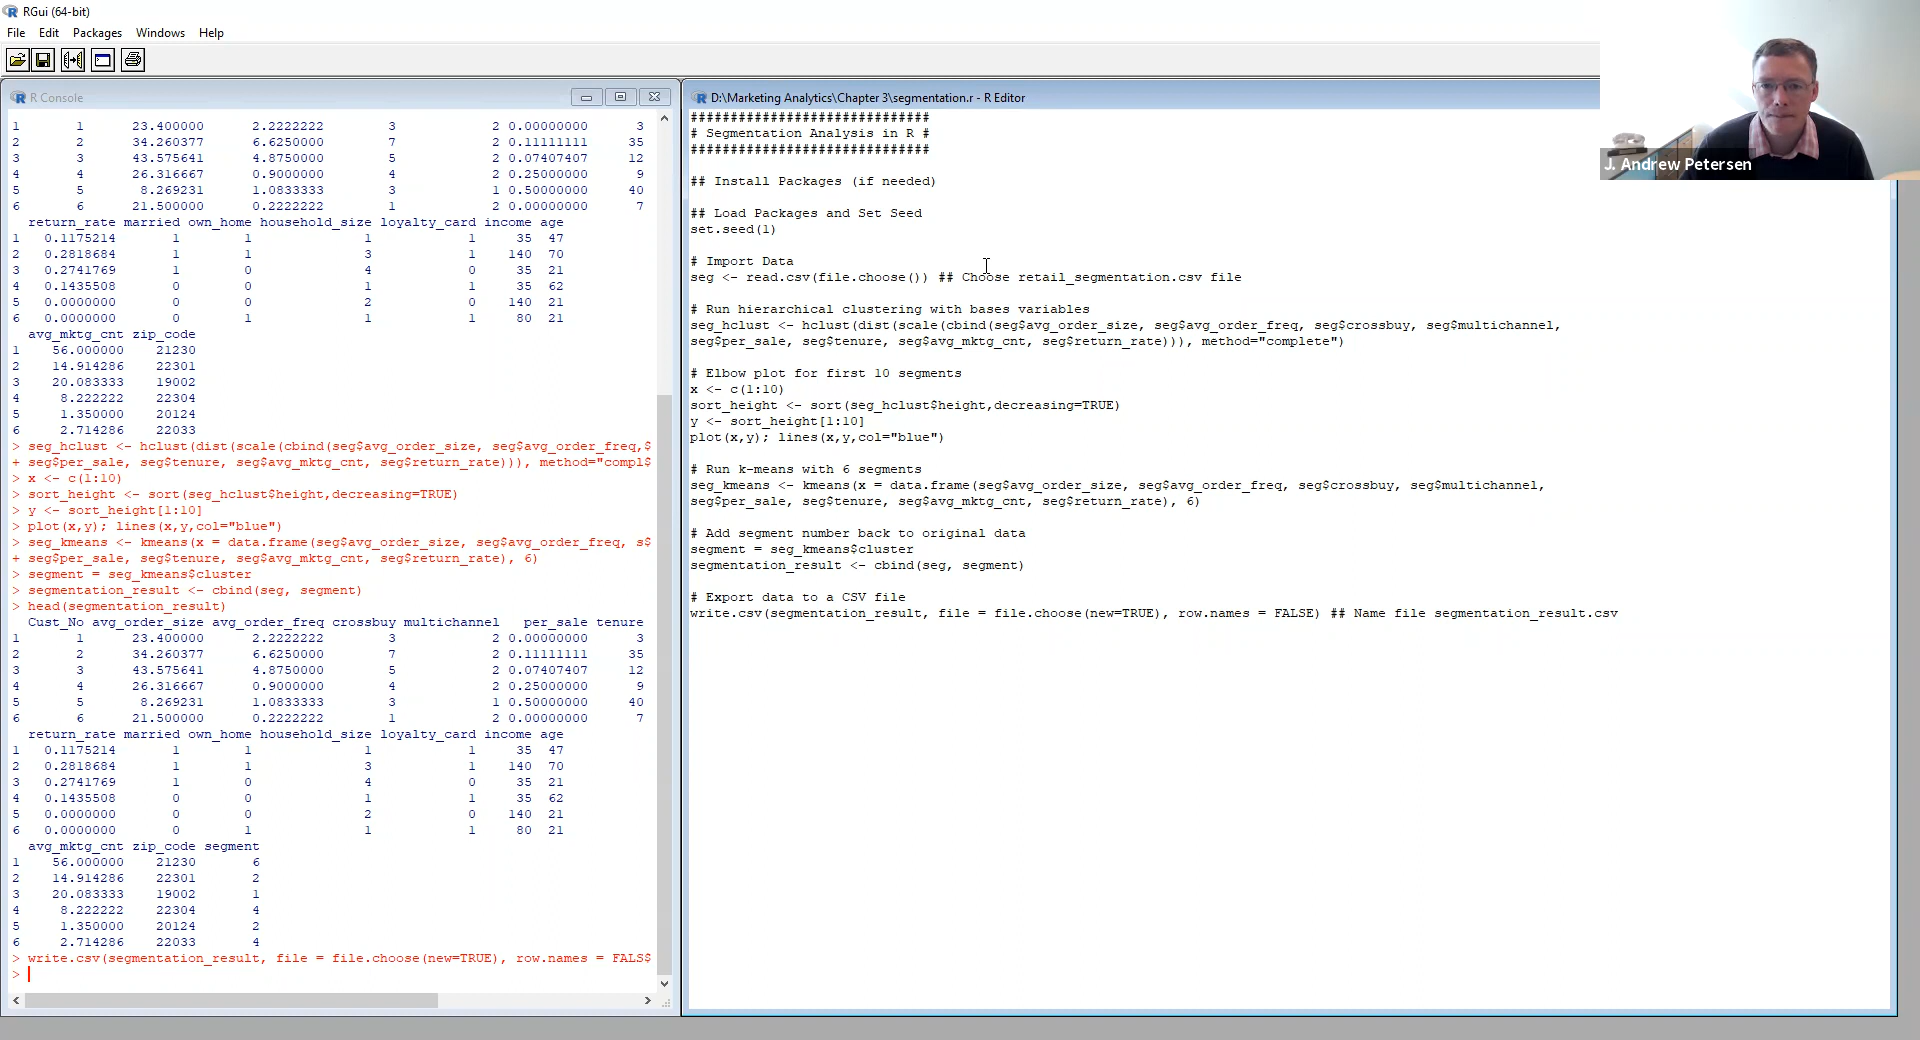 RGui (64-bit)
File Edit Packages Windows Help
R Console
1 1 23.400000 2.2222222 3 2 0.00000000 3
2 2 34.260377 6.6250000 7 2 0.11111111 35
3 3 43.575641 4.8750000 5 2 0.07407407 12
4 4 26.316667 0.9000000 4 2 0.25000000 9
5 5 8.269231 1.0833333 3 1 0.50000000 40
6 6 21.500000 0.2222222 1 2 0.00000000 7
return_rate married own_home household_size loyalty_card income age
1 0.1175214 1 1 1 1 35 47
2 0.2818684 1 1 3 1 140 70
3 0.2741769 1 0 4 0 35 21
4 0.1435508 0 0 1 1 35 62
5 0.0000000 0 0 2 0 140 21
6 0.0000000 0 1 1 1 80 21
avg_mktg_cnt zip_code
1 56.000000 21230
2 14.914286 22301
3 20.083333 19002
4 8.222222 22304
5 1.350000 20124
6 2.714286 22033
> seg_hclust <- hclust(dist(scale(cbind(seg$avg_order_size, seg$avg_order_freq,$
+ seg$per_sale, seg$tenure, seg$avg_mktg_cnt, seg$return_rate))), method="compl$
> x <- c(1:10)
> sort_height <- sort(seg_hclust$height,decreasing=TRUE)
> y <- sort_height[1:10]
> plot(x,y); lines(x,y,col="blue")
> seg_kmeans <- kmeans(x = data.frame(seg$avg_order_size, seg$avg_order_freq, s$
+ seg$per_sale, seg$tenure, seg$avg_mktg_cnt, seg$return_rate), 6)
> segment = seg_kmeans$cluster
> segmentation_result <- cbind(seg, segment)
> head(segmentation_result)
Cust_No avg_order_size avg_order_freq crossbuy multichannel per_sale tenure
1 1 23.400000 2.2222222 3 2 0.00000000 3
2 2 34.260377 6.6250000 7 2 0.11111111 35
3 3 43.575641 4.8750000 5 2 0.07407407 12
4 4 26.316667 0.9000000 4 2 0.25000000 9
5 5 8.269231 1.0833333 3 1 0.50000000 40
6 6 21.500000 0.2222222 1 2 0.00000000 7
return_rate married own_home household_size loyalty_card income age
1 0.1175214 1 1 1 1 35 47
2 0.2818684 1 1 3 1 140 70
3 0.2741769 1 0 4 0 35 21
4 0.1435508 0 0 1 1 35 62
5 0.0000000 0 0 2 0 140 21
6 0.0000000 0 1 1 1 80 21
avg_mktg_cnt zip_code segment
1 56.000000 21230 6
2 14.914286 22301 2
3 20.083333 19002 1
4 8.222222 22304 4
5 1.350000 20124 2
6 2.714286 22033 4
> write.csv(segmentation_result, file = file.choose(new=TRUE), row.names = FALS$
>
D:\Marketing Analytics\Chapter 3\segmentation.r - R Editor
##############################
# Segmentation Analysis in R #
##############################
## Install Packages (if needed)
## Load Packages and Set Seed
set.seed(1)
# Import Data
seg <- read.csv(file.choose()) ## Choose retail_segmentation.csv file
# Run hierarchical clustering with bases variables
seg_hclust <- hclust(dist(scale(cbind(seg$avg_order_size, seg$avg_order_freq, seg$crossbuy, seg$multichannel,
seg$per_sale, seg$tenure, seg$avg_mktg_cnt, seg$return_rate))), method="complete")
# Elbow plot for first 10 segments
x <- c(1:10)
sort_height <- sort(seg_hclust$height,decreasing=TRUE)
y <- sort_height[1:10]
plot(x,y); lines(x,y,col="blue")
# Run k-means with 6 segments
seg_kmeans <- kmeans(x = data.frame(seg$avg_order_size, seg$avg_order_freq, seg$crossbuy, seg$multichannel,
seg$per_sale, seg$tenure, seg$avg_mktg_cnt, seg$return_rate), 6)
# Add segment number back to original data
segment = seg_kmeans$cluster
segmentation_result <- cbind(seg, segment)
# Export data to a CSV file
write.csv(segmentation_result, file = file.choose(new=TRUE), row.names = FALSE) ## Name file segmentation_result.csv
J. Andrew Petersen